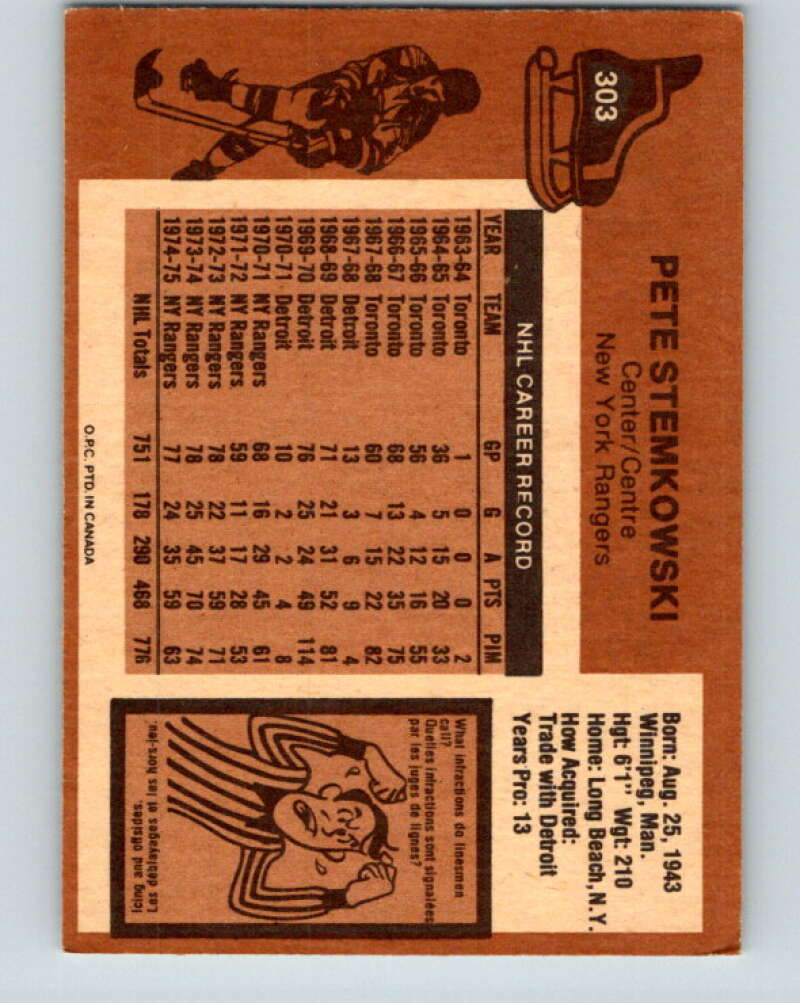 303
PETE STEMKOWSKI
Center/Centre
New York Rangers
Born: Aug. 25, 1943
Winnipeg, Man.
Hgt: 6'1" Wgt: 210
Home: Long Beach, N.Y.
How Acquired:
Trade with Detroit
Years Pro: 13
NHL CAREER RECORD
YEAR TEAM GP G A PTS PIM
1963-64 Toronto 1 0 0 0 2
1964-65 Toronto 36 5 15 20 33
1965-66 Toronto 56 4 12 16 55
1966-67 Toronto 68 13 22 35 75
1967-68 Toronto 60 7 15 22 82
1967-68 Detroit 13 3 6 9 4
1968-69 Detroit 71 21 31 52 81
1969-70 Detroit 76 25 24 49 114
1970-71 Detroit 10 2 2 4 8
1970-71 NY Rangers 68 16 29 45 61
1971-72 NY Rangers 59 11 17 28 53
1972-73 NY Rangers 78 22 37 59 71
1973-74 NY Rangers 78 25 45 70 74
1974-75 NY Rangers 77 24 35 59 63
NHL Totals 751 178 290 468 776
What infractions do linesmen
call?
Quelles infractions sont signalées
par les juges de lignes?
Icing and offsides.
Les déblayages et les hors-jeu.
O.P.C. PTD. IN CANADA